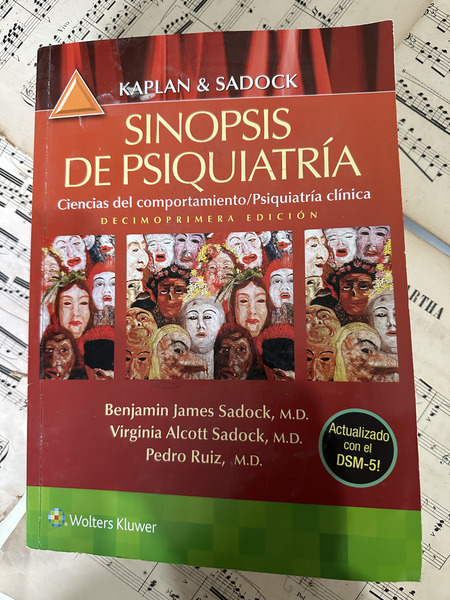 KAPLAN & SADOCK
SINOPSIS
DE PSIQUIATRÍA
Ciencias del comportamiento/Psiquiatría clínica
DECIMOPRIMERA EDICIÓN
Benjamin James Sadock, M.D.
Virginia Alcott Sadock, M.D.
Pedro Ruiz, M.D.
Actualizado
con el
DSM-5!
Wolters Kluwer
ARTHA